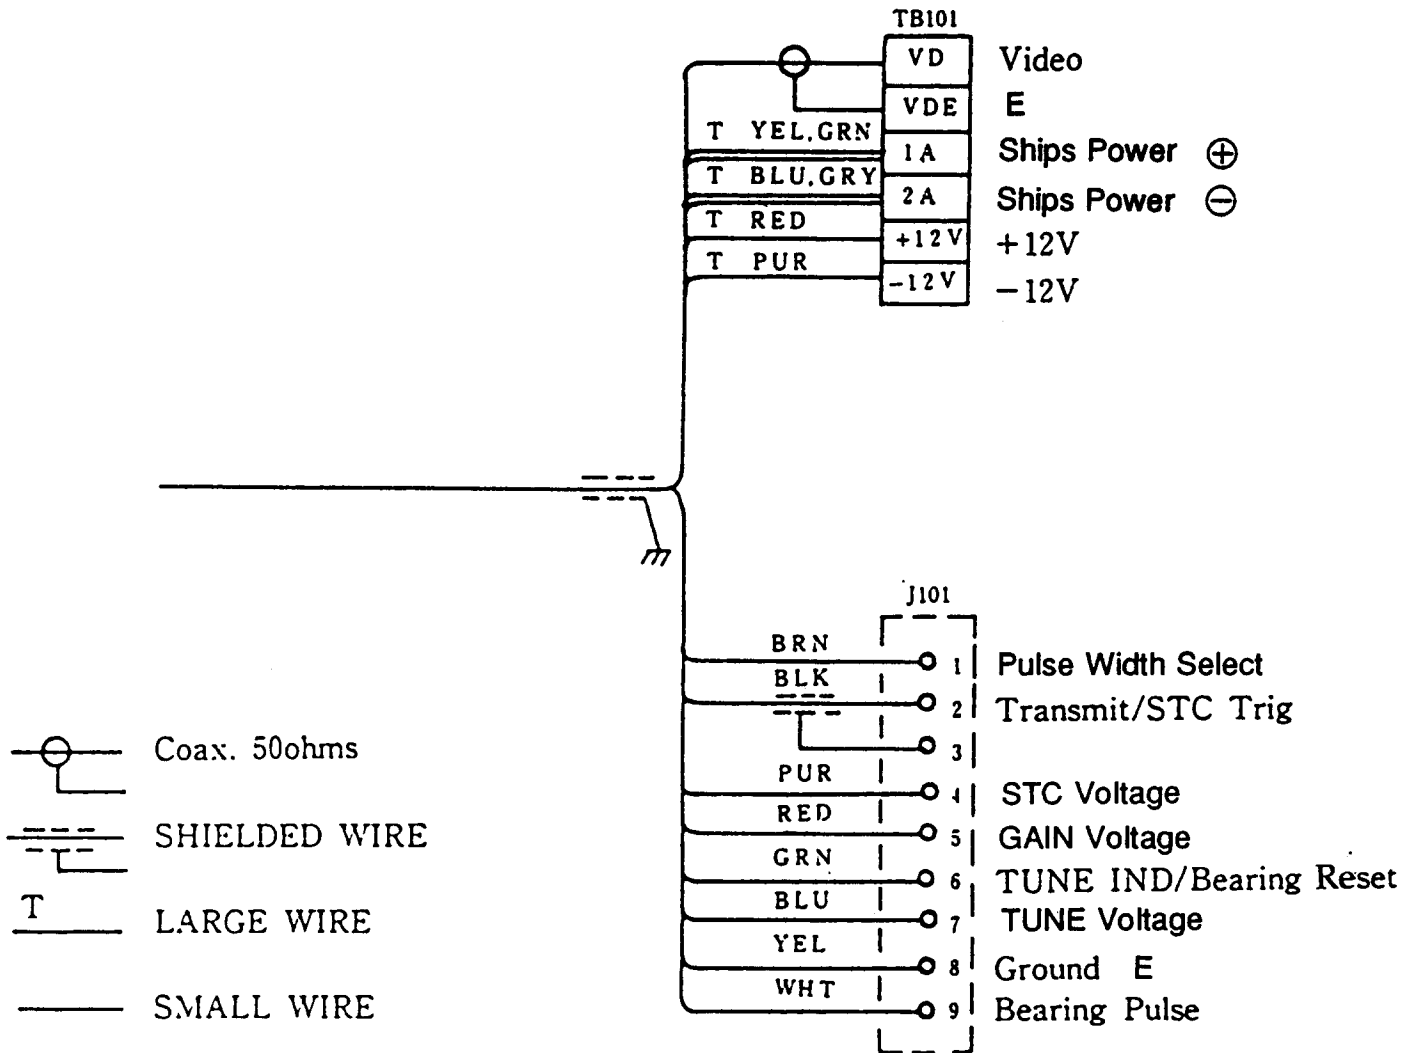 TB101
VD Video
VDE E
T YEL.GRN
1A Ships Power ⊕
T BLU.GRY
2A Ships Power ⊖
T RED
+12V +12V
T PUR
-12V -12V
J101
BRN
1 Pulse Width Select
BLK
2 Transmit/STC Trig
3
PUR
4 STC Voltage
RED
5 GAIN Voltage
GRN
6 TUNE IND/Bearing Reset
BLU
7 TUNE Voltage
YEL
8 Ground E
WHT
9 Bearing Pulse
Coax. 50ohms
SHIELDED WIRE
T
LARGE WIRE
SMALL WIRE